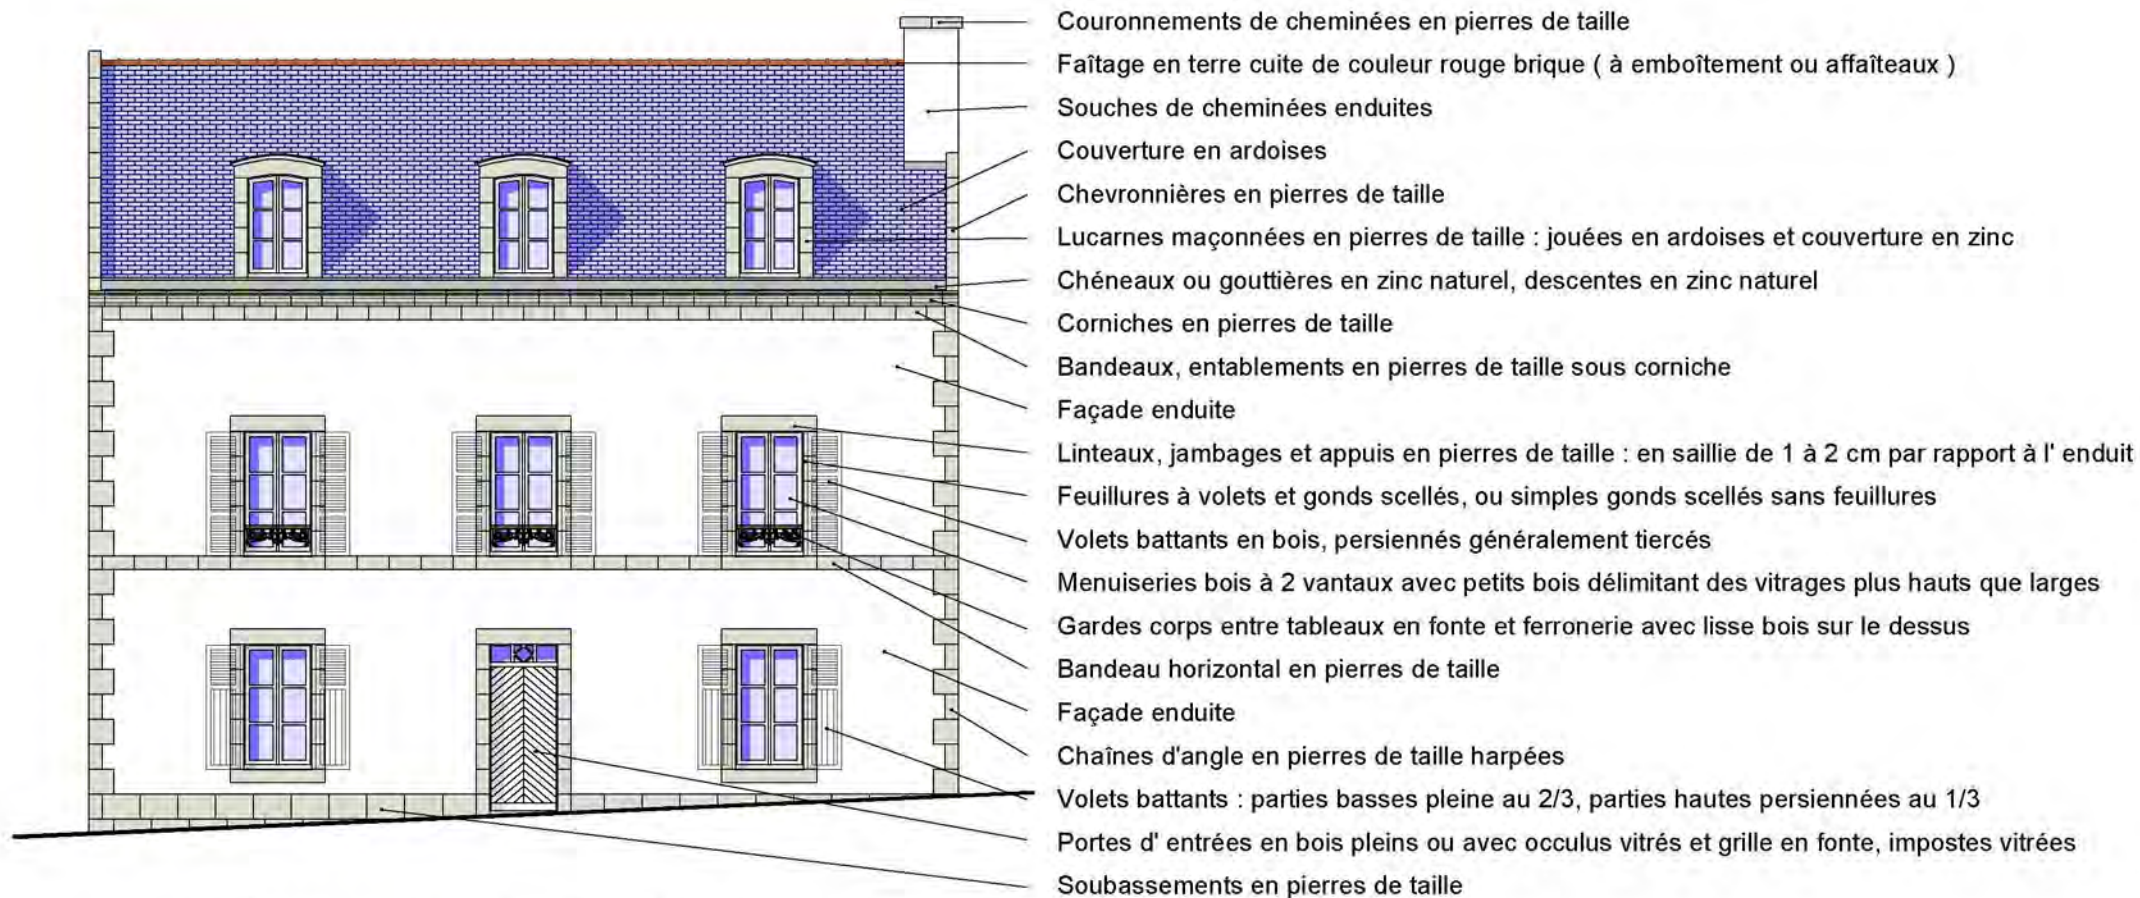 Couronnements de cheminées en pierres de taille
Faîtage en terre cuite de couleur rouge brique ( à emboîtement ou affaîteaux )
Souches de cheminées enduites
Couverture en ardoises
Chevronnières en pierres de taille
Lucarnes maçonnées en pierres de taille : jouées en ardoises et couverture en zinc
Chéneaux ou gouttières en zinc naturel, descentes en zinc naturel
Corniches en pierres de taille
Bandeaux, entablements en pierres de taille sous corniche
Façade enduite
Linteaux, jambages et appuis en pierres de taille : en saillie de 1 à 2 cm par rapport à l' enduit
Feuillures à volets et gonds scellés, ou simples gonds scellés sans feuillures
Volets battants en bois, persiennés généralement tiercés
Menuiseries bois à 2 vantaux avec petits bois délimitant des vitrages plus hauts que larges
Gardes corps entre tableaux en fonte et ferronerie avec lisse bois sur le dessus
Bandeau horizontal en pierres de taille
Façade enduite
Chaînes d'angle en pierres de taille harpées
Volets battants : parties basses pleine au 2/3, parties hautes persiennées au 1/3
Portes d' entrées en bois pleins ou avec occulus vitrés et grille en fonte, impostes vitrées
Soubassements en pierres de taille